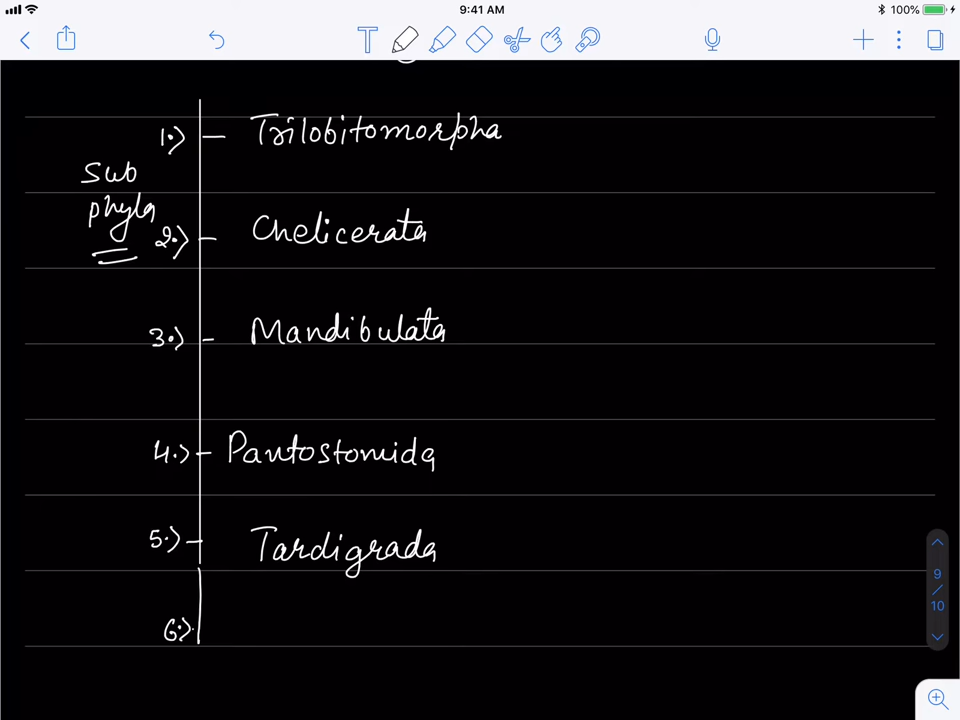 9:41 AM
100%
T
1.) - Trilobitomorpha
Sub
phyla
2.) - Chelicerata
3.) - Mandibulata
4.) - Pantostomida
5.) - Tardigrada
6.)
9
/
10